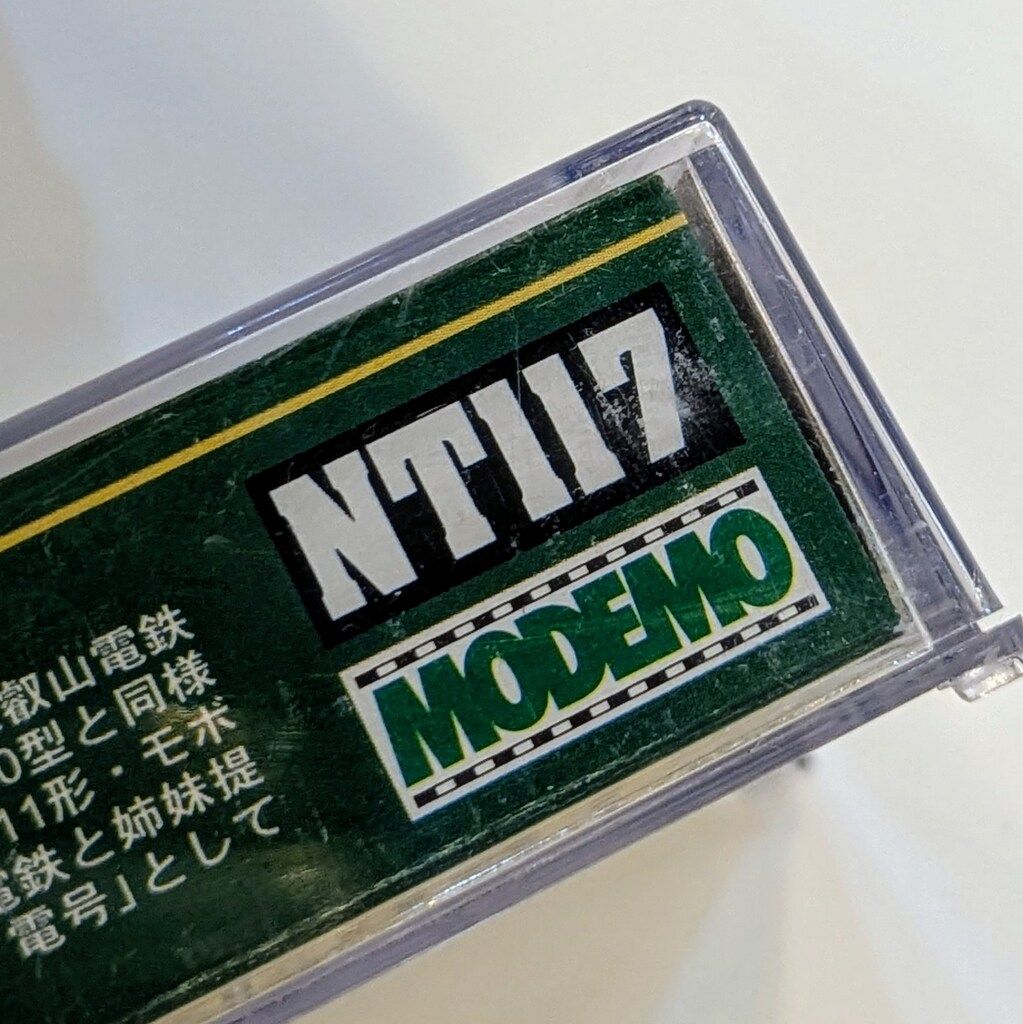 NT117
MODEMO
叡山電鉄
0型と同様
11形・モボ
電鉄と姉妹提
電号」として